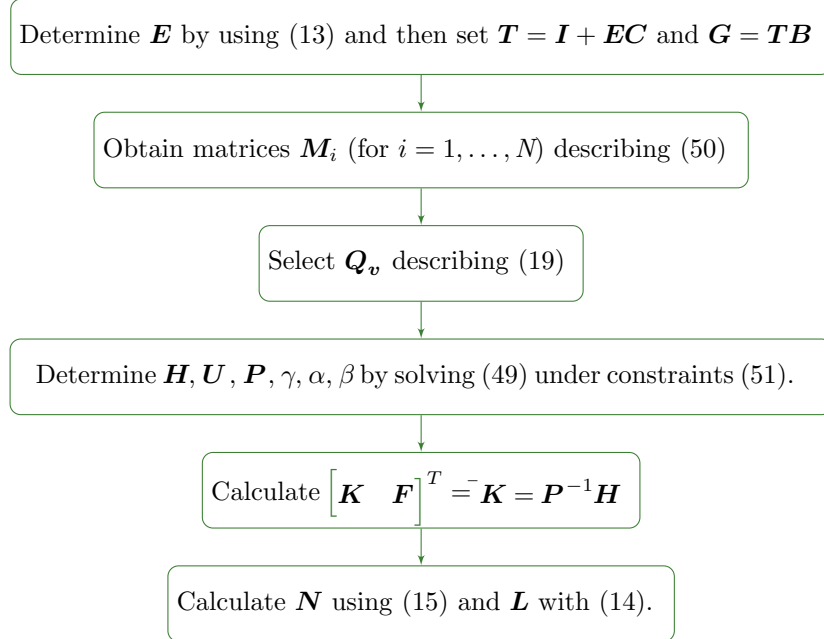 Determine E by using (13) and then set T = I + EC and G = TB
Obtain matrices M_i (for i = 1, . . . , N) describing (50)
Select Q_v describing (19)
Determine H, U, P, γ, α, β by solving (49) under constraints (51).
Calculate [K F]^T = ¯K = P^{-1}H
Calculate N using (15) and L with (14).